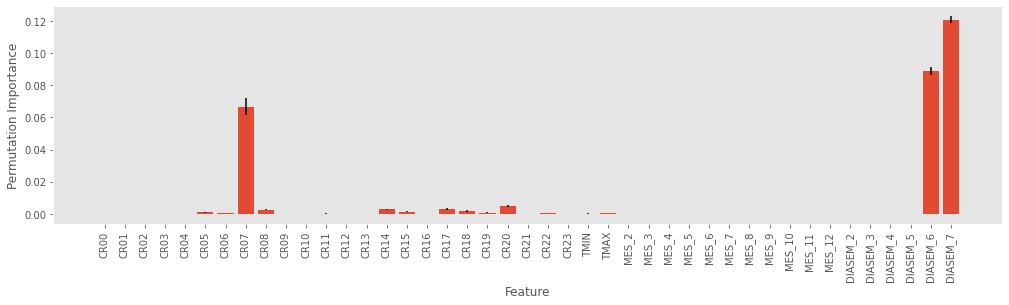 Permutation Importance
0.12
0.10
0.08
0.06
0.04
0.02
0.00
CR00
CR01
CR02
CR03
CR04
CR05
CR06
CR07
CR08
CR09
CR10
CR11
CR12
CR13
CR14
CR15
CR16
CR17
CR18
CR19
CR20
CR21
CR22
CR23
TMIN
TMAX
MES_2
MES_3
MES_4
MES_5
MES_6
MES_7
MES_8
MES_9
MES_10
MES_11
MES_12
DIASEM_2
DIASEM_3
DIASEM_4
DIASEM_5
DIASEM_6
DIASEM_7
Feature